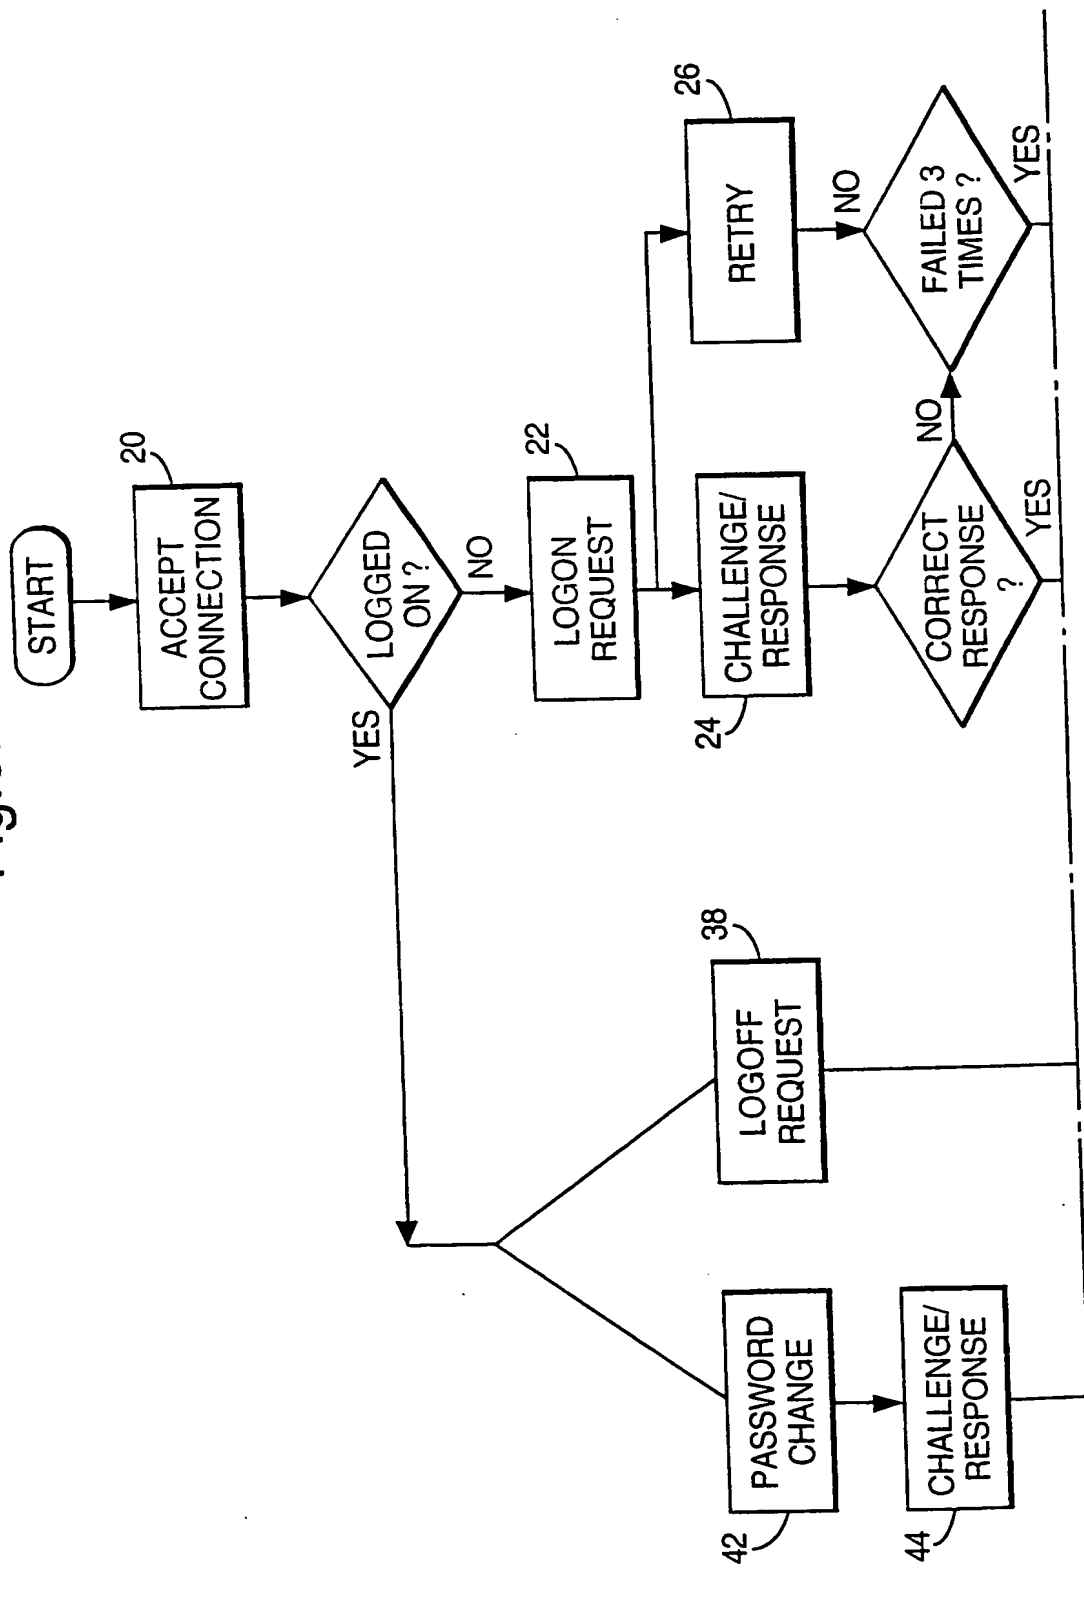 START
20
ACCEPT
CONNECTION
LOGGED
ON ?
YES
NO
22
LOGON
REQUEST
26
RETRY
24
CHALLENGE/
RESPONSE
38
LOGOFF
REQUEST
42
PASSWORD
CHANGE
NO
FAILED 3
TIMES ?
YES
NO
CORRECT
RESPONSE
?
YES
44
CHALLENGE/
RESPONSE